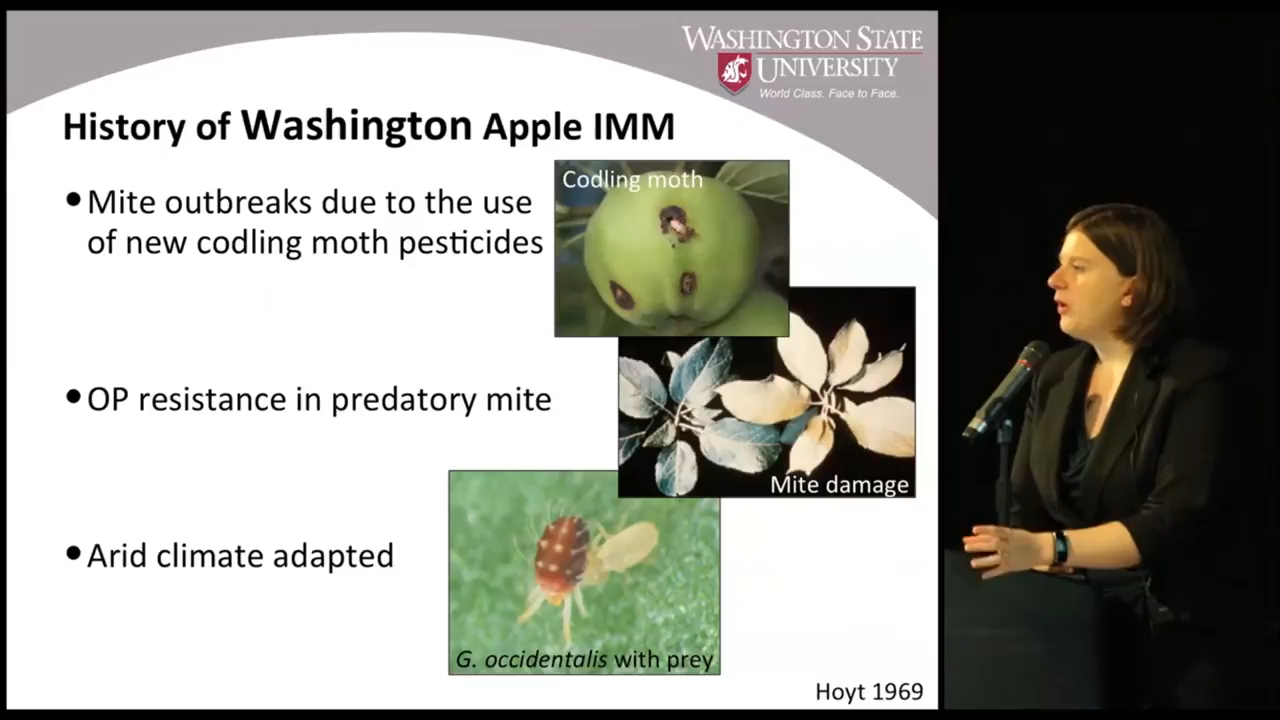 WASHINGTON STATE
UNIVERSITY
World Class. Face to Face.
History of Washington Apple IMM
• Mite outbreaks due to the use
of new codling moth pesticides
Codling moth
• OP resistance in predatory mite
Mite damage
• Arid climate adapted
G. occidentalis with prey
Hoyt 1969